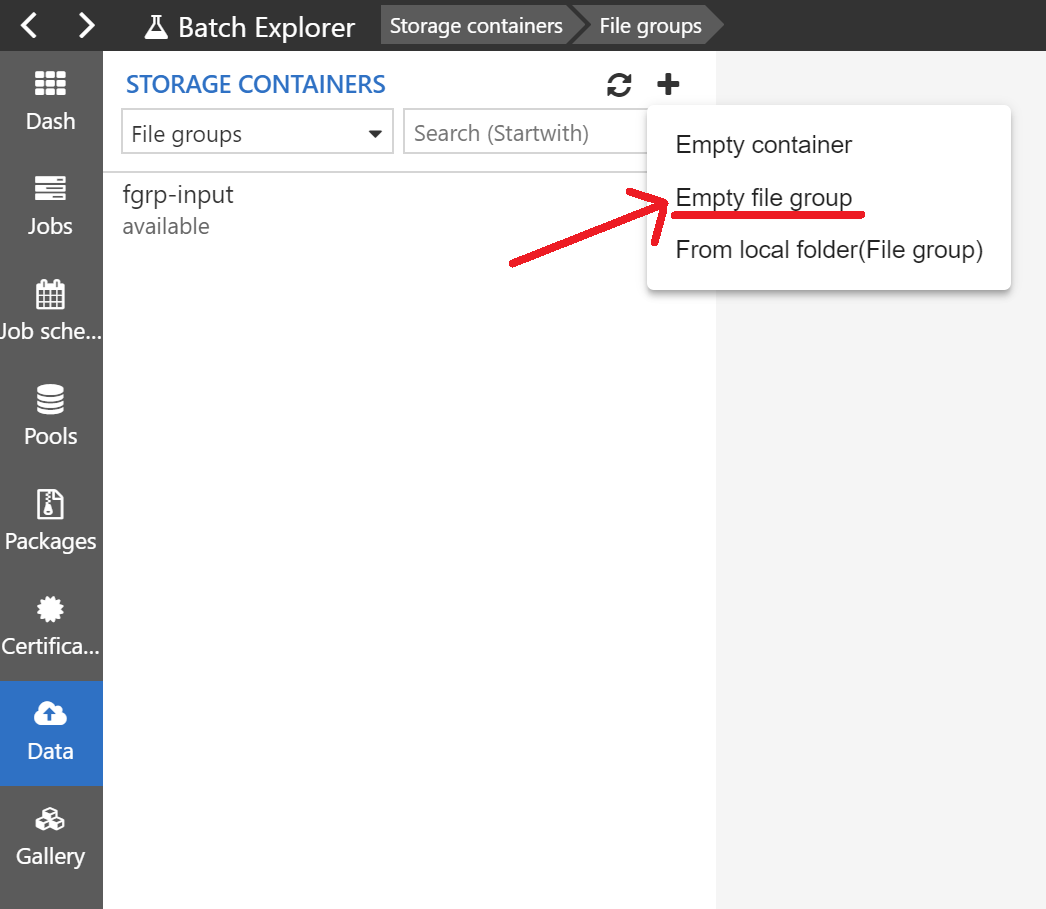 Batch Explorer
Storage containers
File groups
Dash
Jobs
Job sche...
Pools
Packages
Certifica...
Data
Gallery
STORAGE CONTAINERS
File groups
Search (Startwith)
fgrp-input
available
Empty container
Empty file group
From local folder(File group)